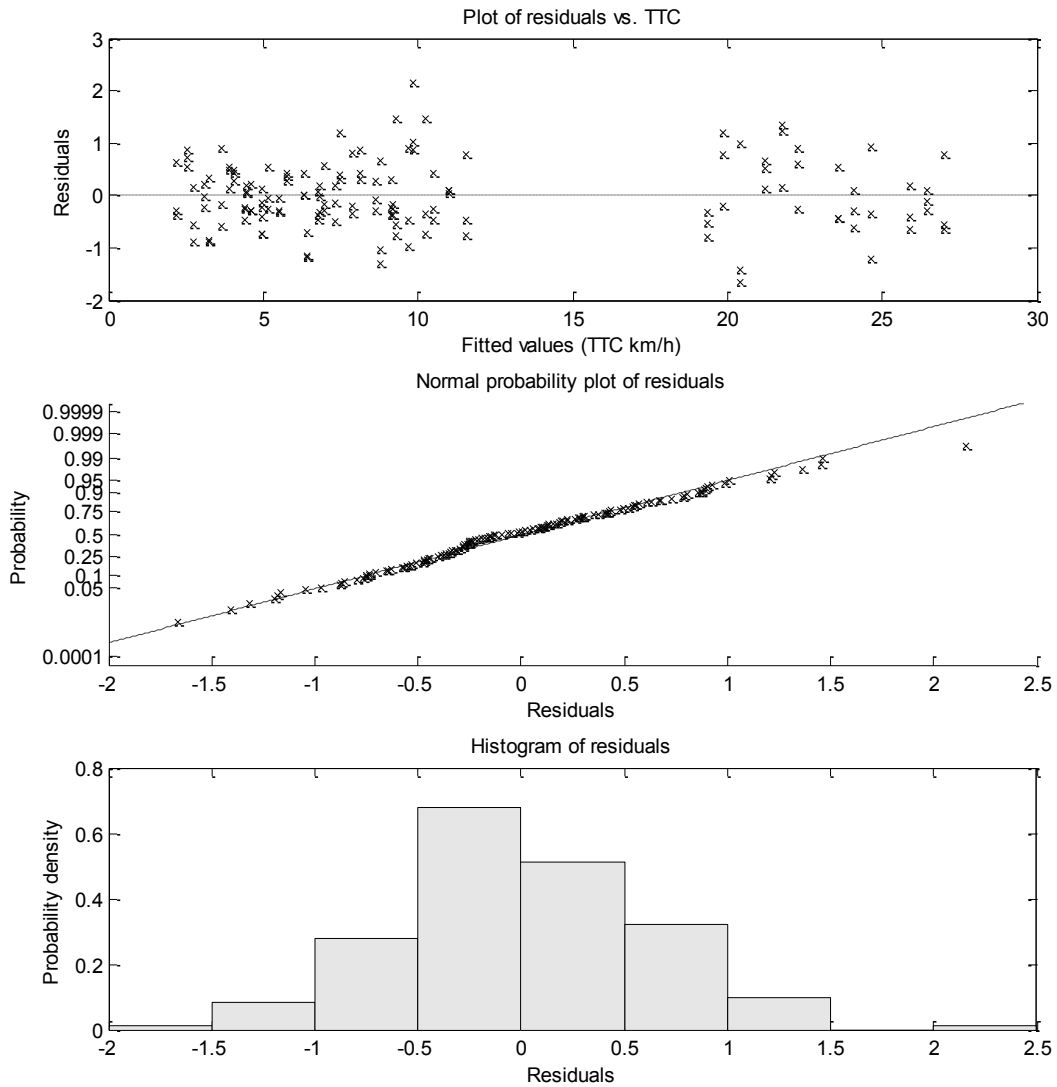 Plot of residuals vs. TTC
3
2
1
0
-1
-2
Residuals
0 5 10 15 20 25 30
Fitted values (TTC km/h)
Normal probability plot of residuals
0.9999
0.999
0.99
0.95
0.9
0.75
0.5
0.25
0.1
0.05
0.0001
Probability
-2 -1.5 -1 -0.5 0 0.5 1 1.5 2 2.5
Residuals
Histogram of residuals
0.8
0.6
0.4
0.2
0
Probability density
-2 -1.5 -1 -0.5 0 0.5 1 1.5 2 2.5
Residuals